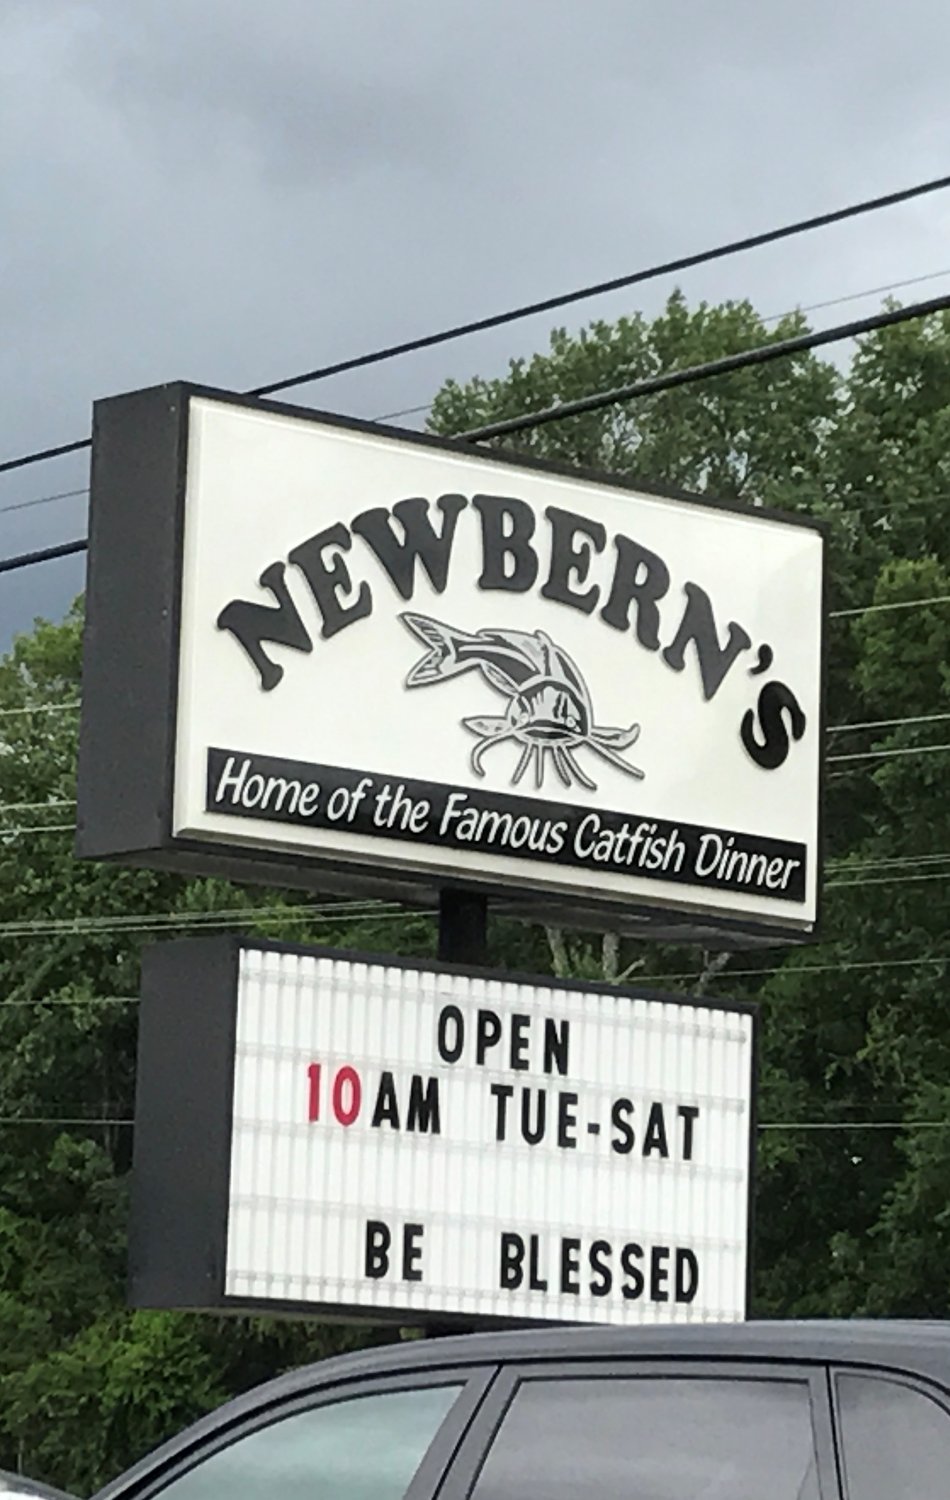 NEWBERN'S
Home of the Famous Catfish Dinner
OPEN
10AM TUE-SAT
BE BLESSED